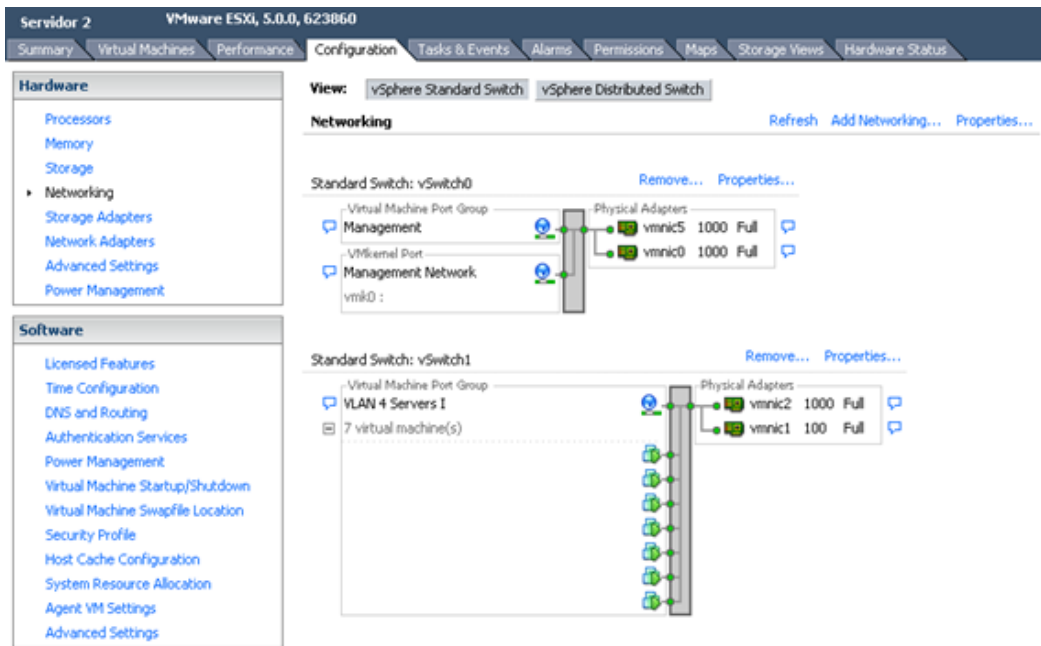 Servidor 2 VMware ESXi, 5.0.0, 623860
Summary Virtual Machines Performance Configuration Tasks & Events Alarms Permissions Maps Storage Views Hardware Status
Hardware
Processors
Memory
Storage
Networking
Storage Adapters
Network Adapters
Advanced Settings
Power Management
Software
Licensed Features
Time Configuration
DNS and Routing
Authentication Services
Power Management
Virtual Machine Startup/Shutdown
Virtual Machine Swapfile Location
Security Profile
Host Cache Configuration
System Resource Allocation
Agent VM Settings
Advanced Settings
View: vSphere Standard Switch vSphere Distributed Switch
Networking Refresh Add Networking... Properties...
Standard Switch: vSwitch0 Remove... Properties...
Virtual Machine Port Group
Management
VMkernel Port
Management Network
vmk0 :
Physical Adapters
vmnic5 1000 Full
vmnic0 1000 Full
Standard Switch: vSwitch1 Remove... Properties...
Virtual Machine Port Group
VLAN 4 Servers I
7 virtual machine(s)
Physical Adapters
vmnic2 1000 Full
vmnic1 100 Full